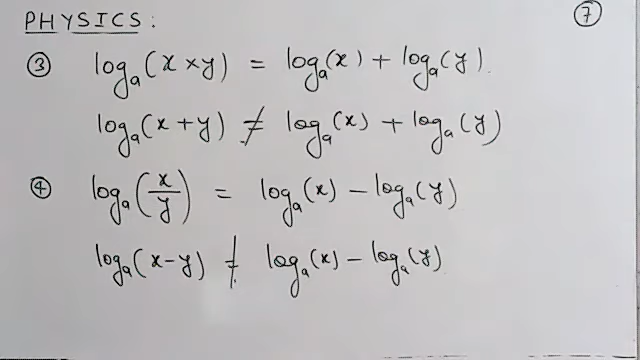 PHYSICS: ⑦
③ logₐ(x×y) = logₐ(x) + logₐ(y).
logₐ(x+y) ≠ logₐ(x) + logₐ(y)
④ logₐ(x/y) = logₐ(x) − logₐ(y)
logₐ(x−y) ≠ logₐ(x) − logₐ(y)